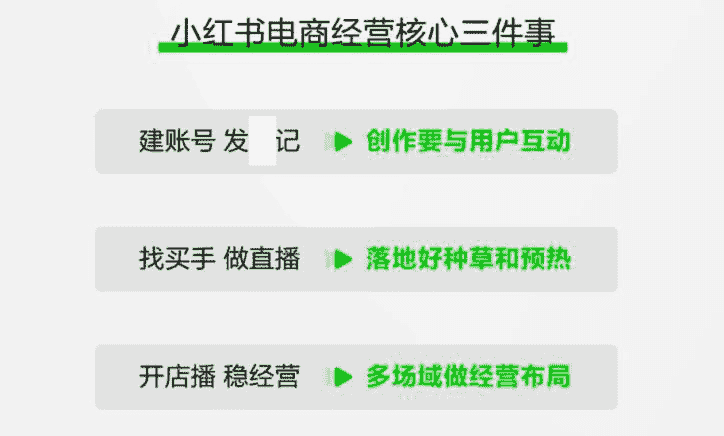 小红书电商经营核心三件事
建账号 发 记 创作要与用户互动
找买手 做直播 落地好种草和预热
开店播 稳经营 多场域做经营布局